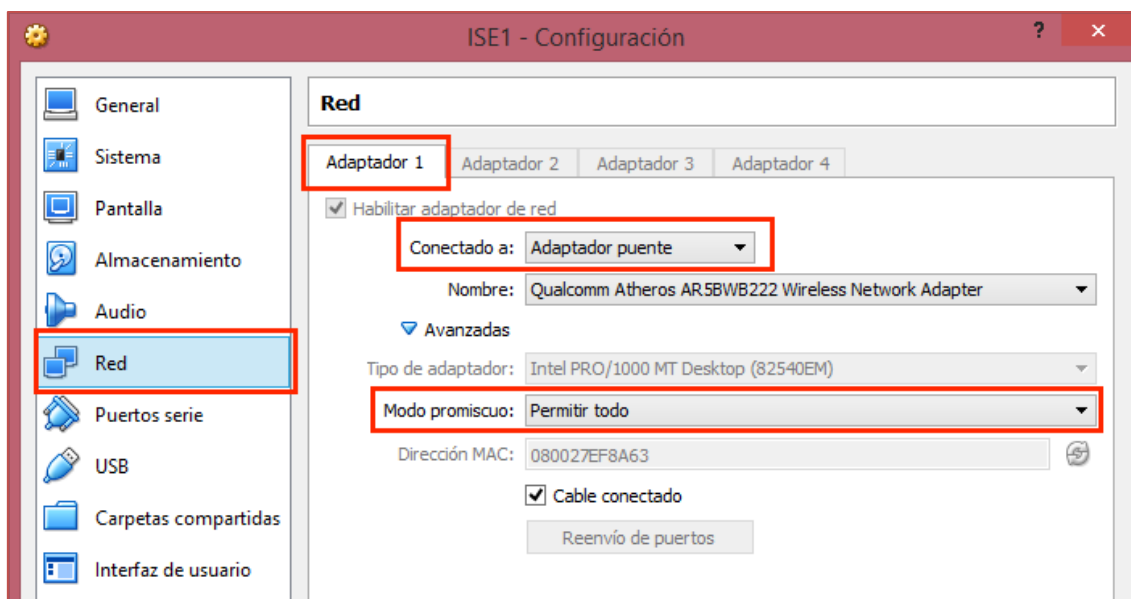 ISE1 - Configuración
?
×
General
Sistema
Pantalla
Almacenamiento
Audio
Red
Puertos serie
USB
Carpetas compartidas
Interfaz de usuario
Red
Adaptador 1 Adaptador 2 Adaptador 3 Adaptador 4
Habilitar adaptador de red
Conectado a: Adaptador puente
Nombre: Qualcomm Atheros AR5BWB222 Wireless Network Adapter
Avanzadas
Tipo de adaptador: Intel PRO/1000 MT Desktop (82540EM)
Modo promiscuo: Permitir todo
Dirección MAC: 080027EF8A63
Cable conectado
Reenvío de puertos